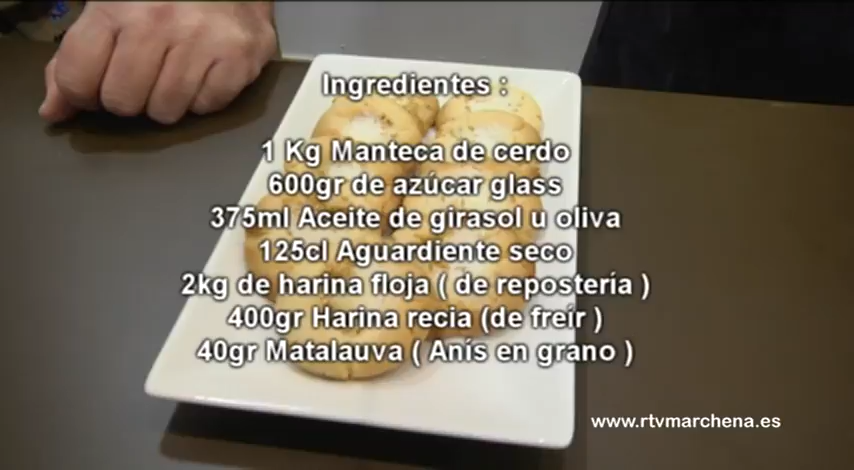 Ingredientes :
1 Kg Manteca de cerdo
600gr de azúcar glass
375ml Aceite de girasol u oliva
125cl Aguardiente seco
2kg de harina floja ( de repostería )
400gr Harina recia (de freír )
40gr Matalauva ( Anís en grano )
www.rtvmarchena.es